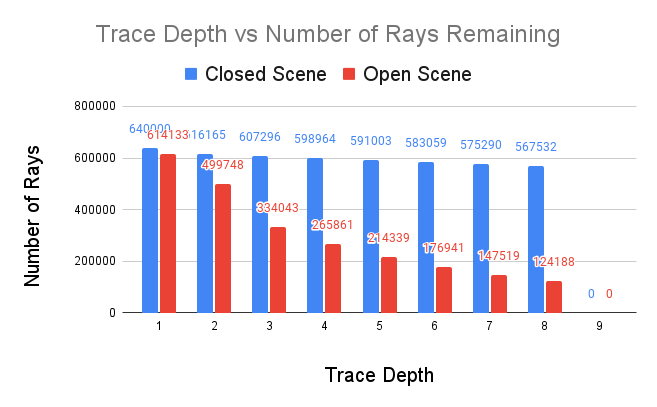 Trace Depth vs Number of Rays Remaining
Closed Scene Open Scene
Number of Rays
800000
600000
400000
200000
0
640000 616165 607296 598964 591003 583059 575290 567532 0
614133 499748 334043 265861 214339 176941 147519 124188 0
1 2 3 4 5 6 7 8 9
Trace Depth